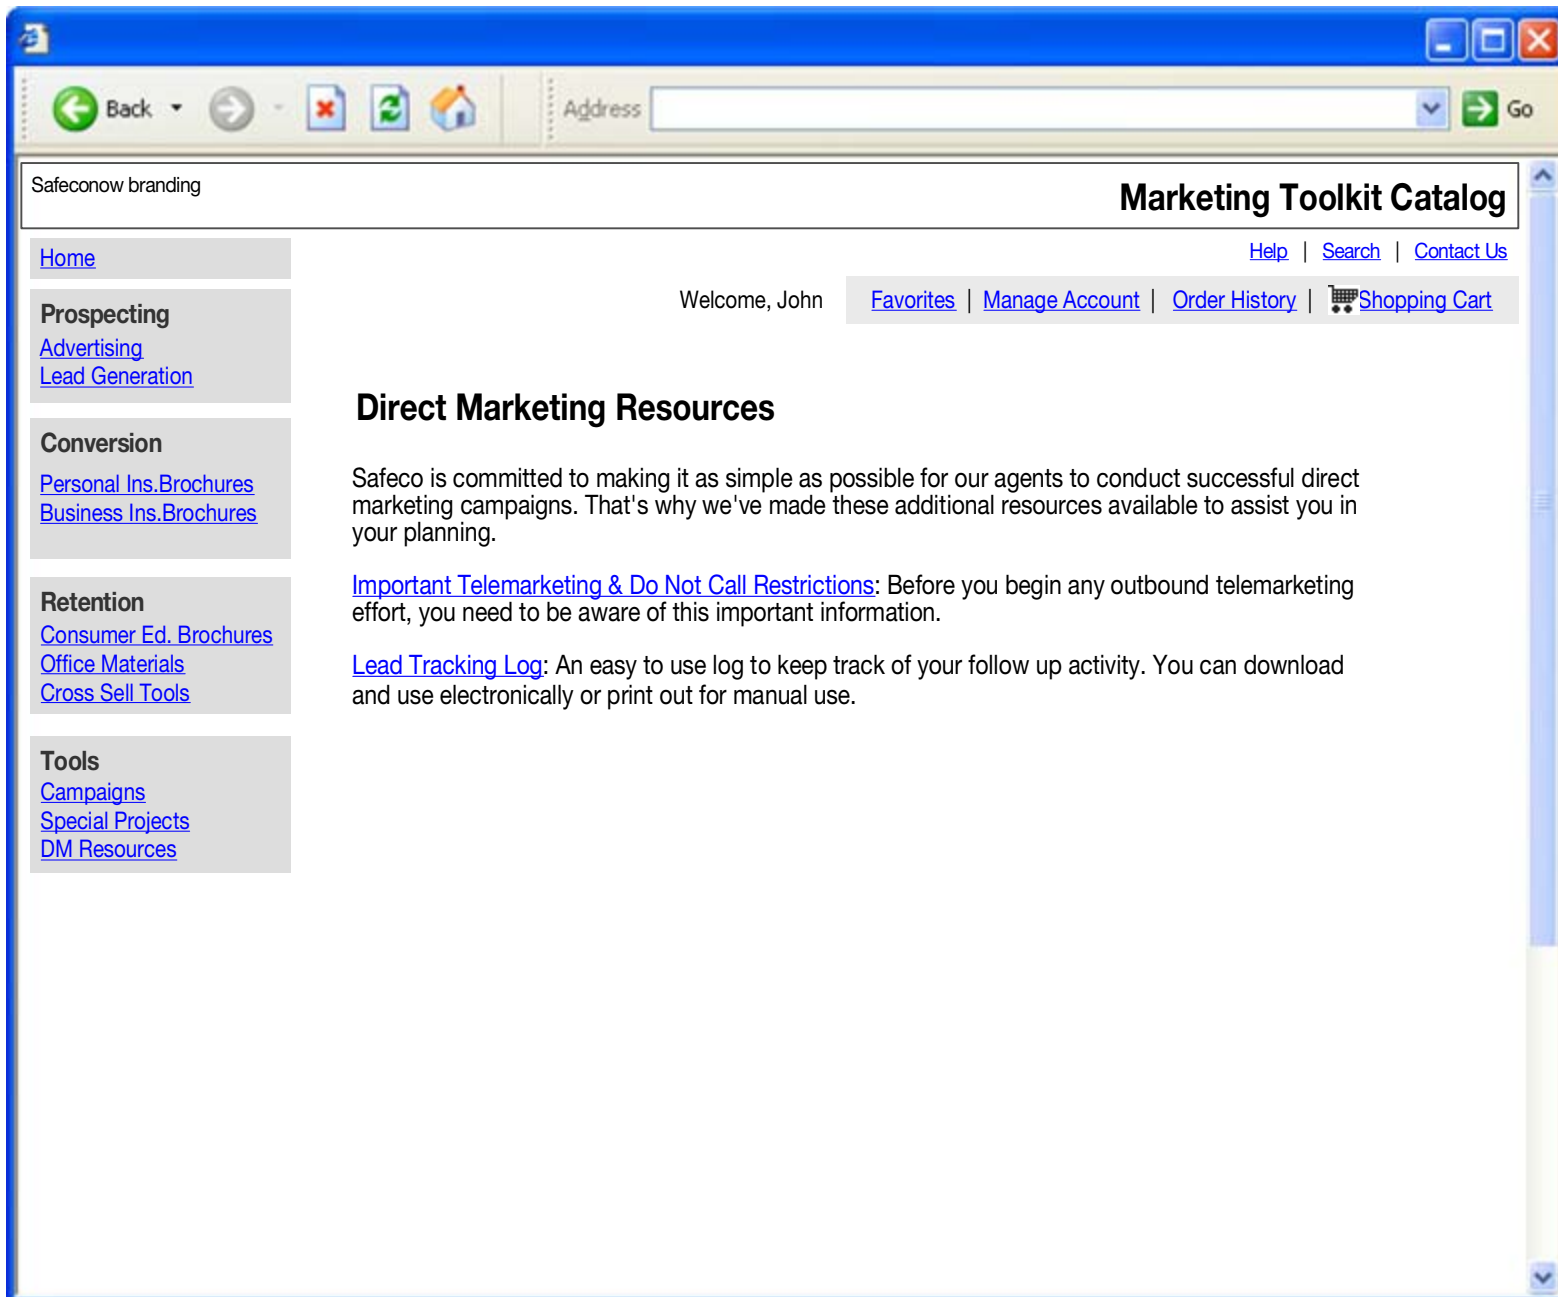 Back
Address
Go
Safeconow branding
Marketing Toolkit Catalog
Home
Help | Search | Contact Us
Welcome, John
Favorites | Manage Account | Order History | Shopping Cart
Prospecting
Advertising
Lead Generation
Conversion
Personal Ins.Brochures
Business Ins.Brochures
Retention
Consumer Ed. Brochures
Office Materials
Cross Sell Tools
Tools
Campaigns
Special Projects
DM Resources
Direct Marketing Resources
Safeco is committed to making it as simple as possible for our agents to conduct successful direct
marketing campaigns. That's why we've made these additional resources available to assist you in
your planning.
Important Telemarketing & Do Not Call Restrictions: Before you begin any outbound telemarketing
effort, you need to be aware of this important information.
Lead Tracking Log: An easy to use log to keep track of your follow up activity. You can download
and use electronically or print out for manual use.